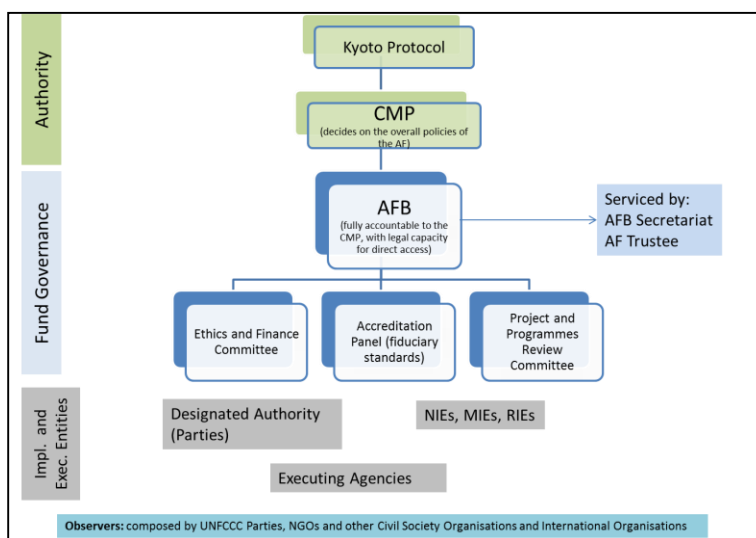 Authority
Kyoto Protocol
CMP
(decides on the overall policies of
the AF)
Fund Governance
AFB
(fully accountable to the
CMP, with legal capacity
for direct access)
Serviced by:
AFB Secretariat
AF Trustee
Ethics and Finance
Committee
Accreditation
Panel (fiduciary
standards)
Project and
Programmes
Review
Committee
Impl. and
Exec. Entities
Designated Authority
(Parties)
NIEs, MIEs, RIEs
Executing Agencies
Observers: composed by UNFCCC Parties, NGOs and other Civil Society Organisations and International Organisations